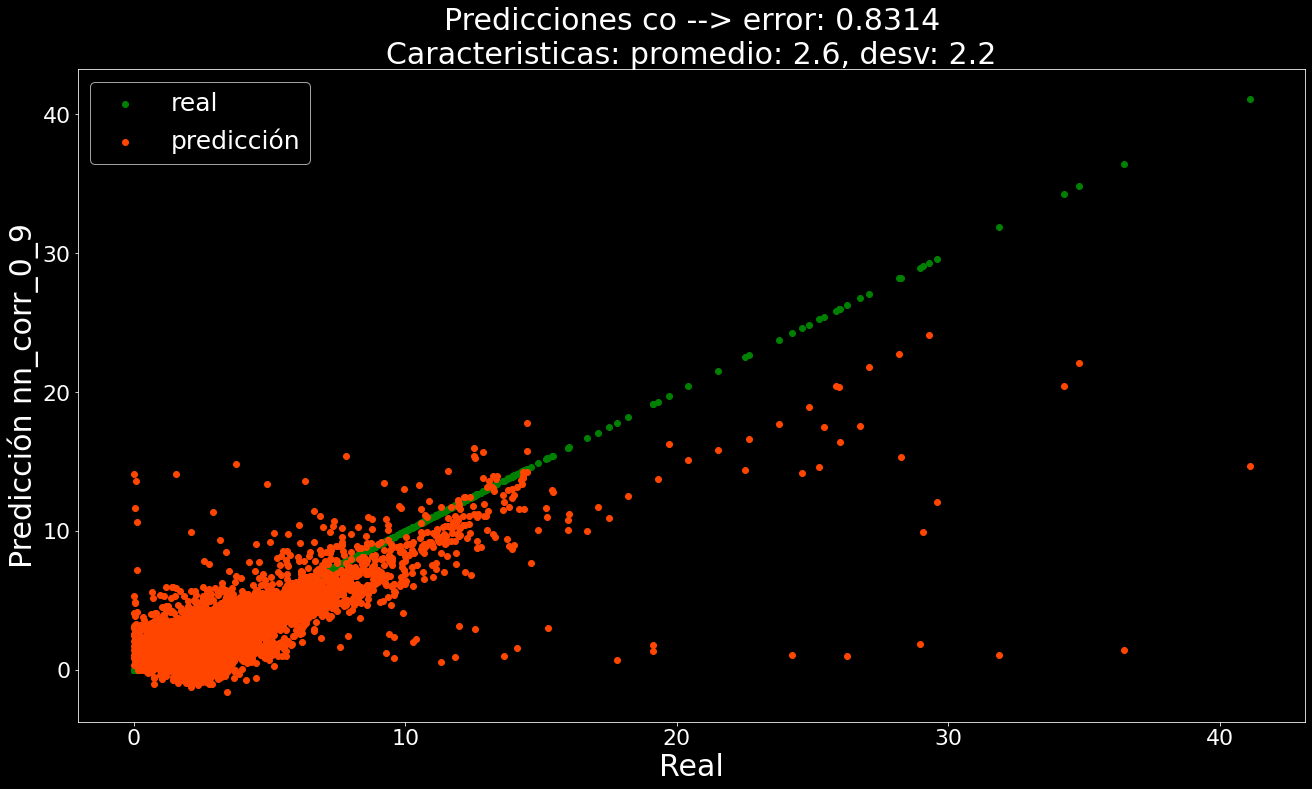 Predicciones co --> error: 0.8314
Caracteristicas: promedio: 2.6, desv: 2.2
real
predicción
Predicción nn_corr_0_9
40
30
20
10
0
0 10 20 30 40
Real